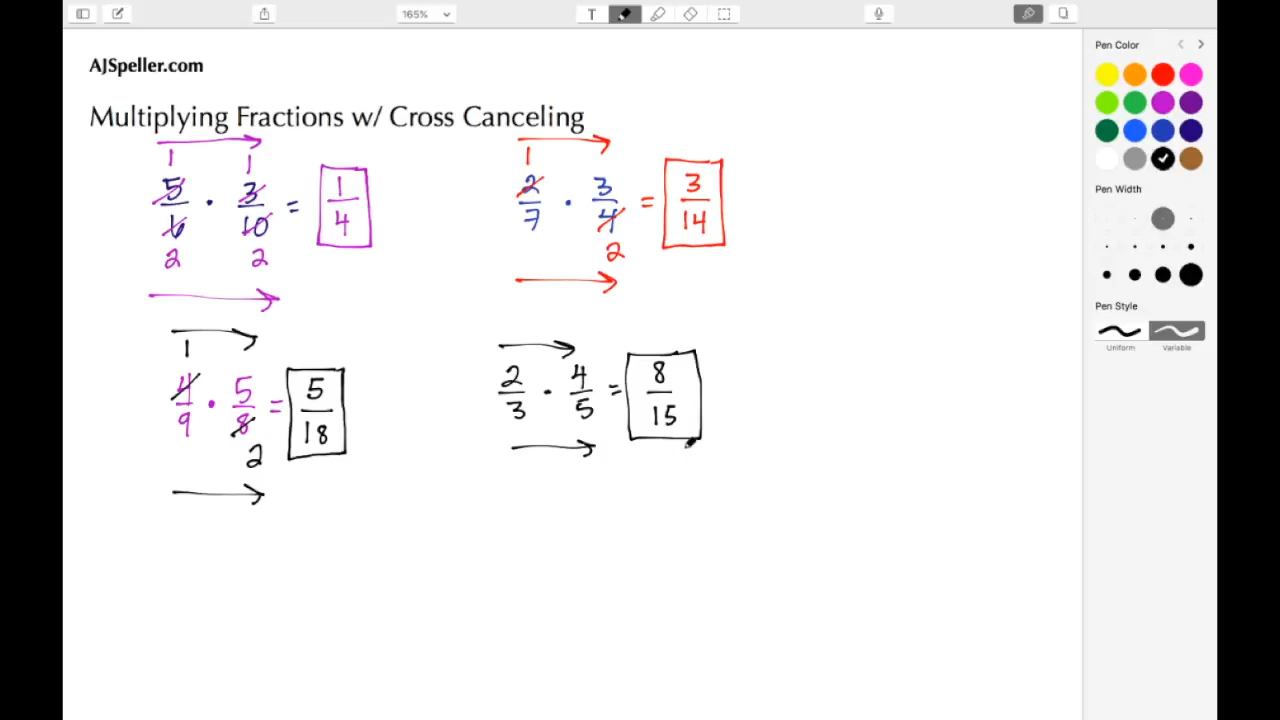 165%
T
AJSpeller.com
Pen Color
Multiplying Fractions w/ Cross Canceling
1 1
5/6 · 3/10 = 1/4
2 2
1
2/7 · 3/4 = 3/14
2
Pen Width
Pen Style
Uniform Variable
1
4/9 · 5/8 = 5/18
2
2/3 · 4/5 = 8/15